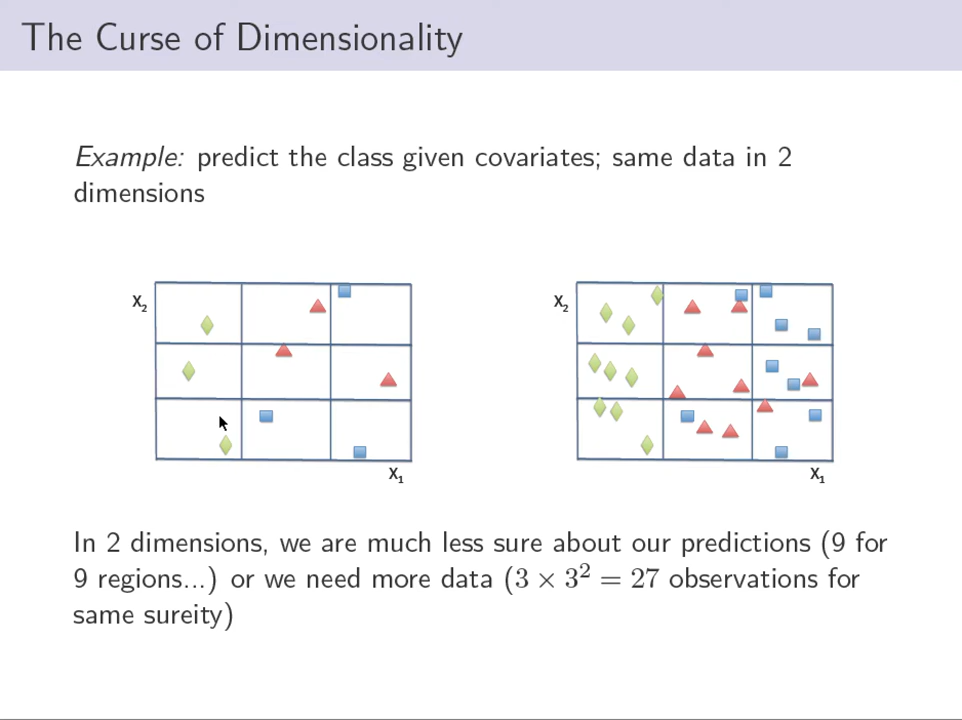 The Curse of Dimensionality
Example: predict the class given covariates; same data in 2
dimensions
X₂
X₁
X₂
X₁
In 2 dimensions, we are much less sure about our predictions (9 for
9 regions...) or we need more data (3 × 3² = 27 observations for
same sureity)